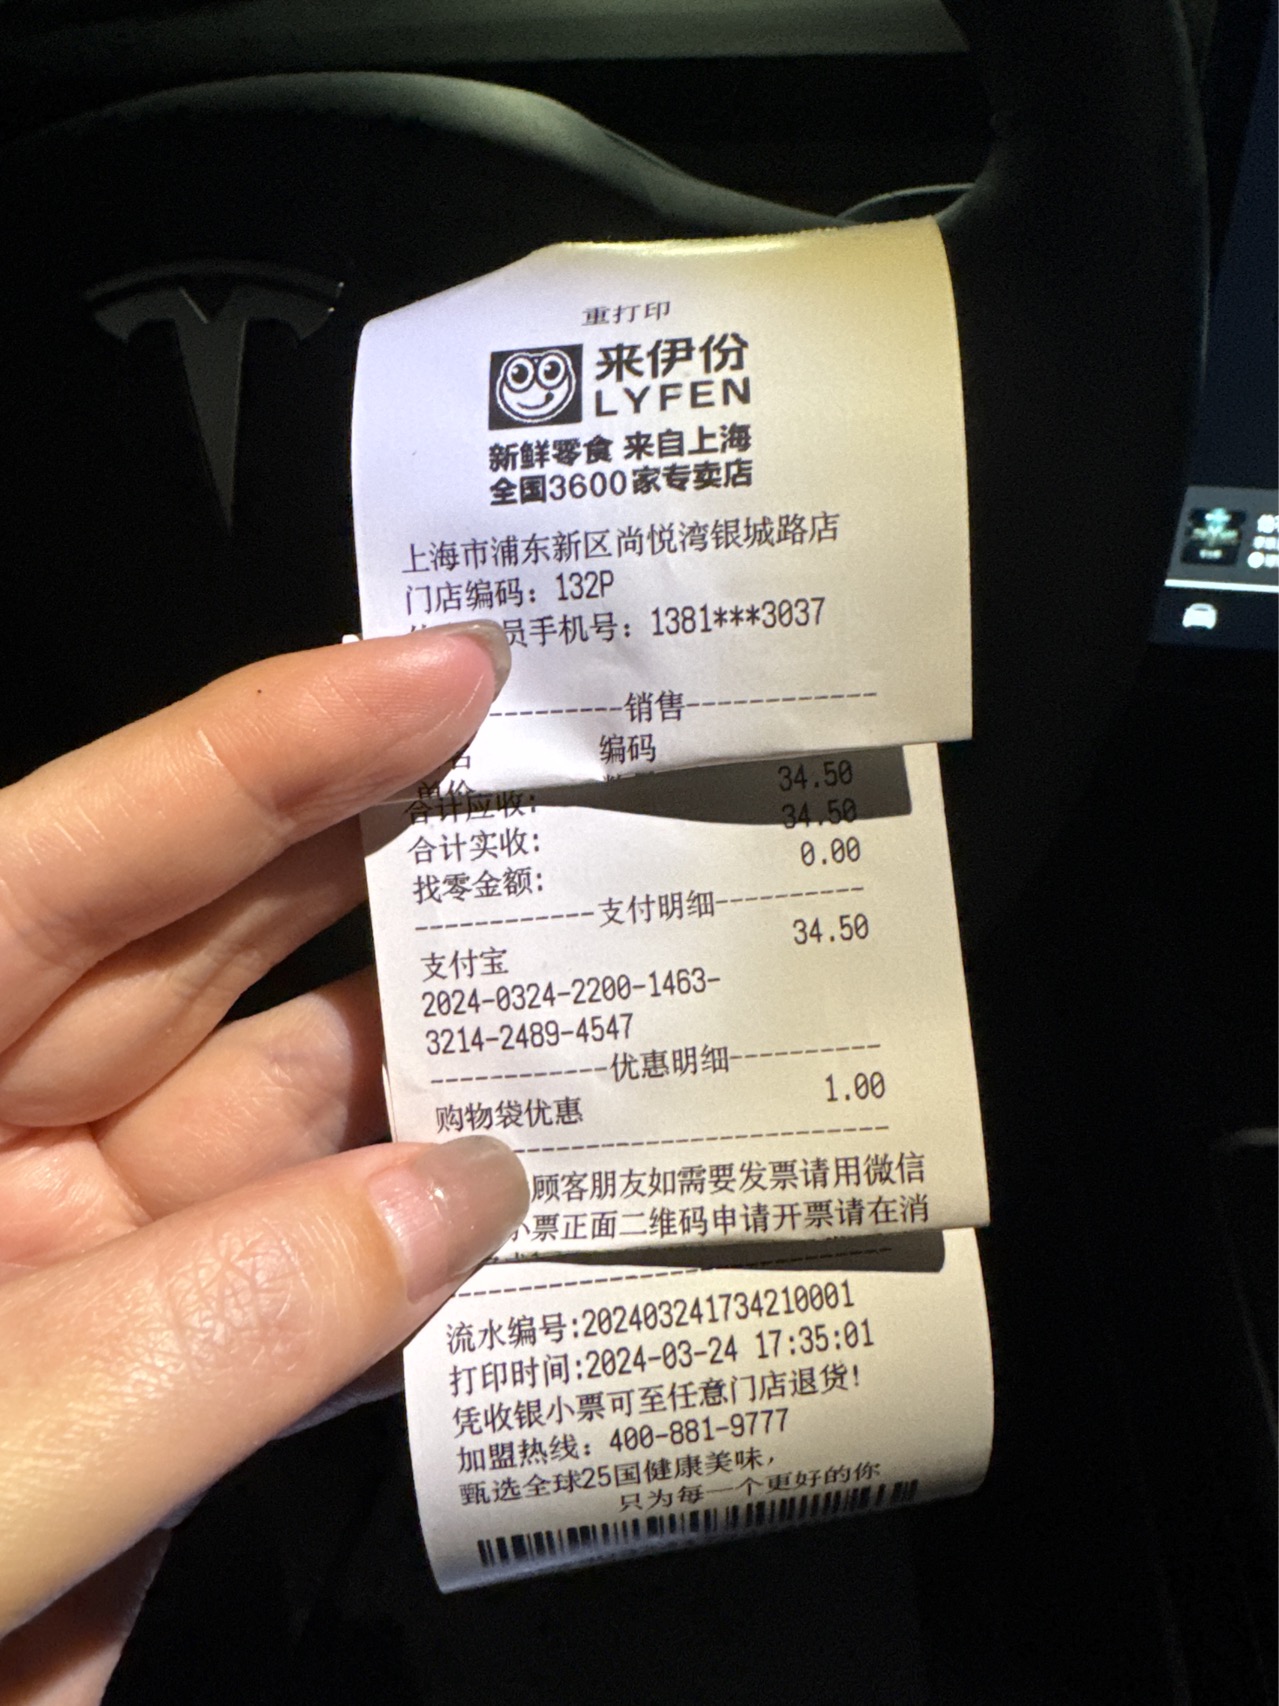 重打印
来伊份
LYFEN
新鲜零食 来自上海
全国3600家专卖店
上海市浦东新区尚悦湾银城路店
门店编码：132P
员手机号：1381***3037
---------销售-------------
名 编码
单价
合计应收: 34.50
合计实收: 34.50
找零金额: 0.00
------------支付明细----------
支付宝 34.50
2024-0324-2200-1463-
3214-2489-4547
------------优惠明细----------
购物袋优惠 1.00
顾客朋友如需要发票请用微信
小票正面二维码申请开票请在消
流水编号:202403241734210001
打印时间:2024-03-24 17:35:01
凭收银小票可至任意门店退货!
加盟热线：400-881-9777
甄选全球25国健康美味，
只为每一个更好的你